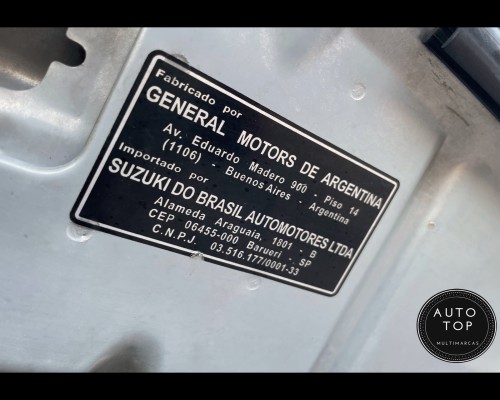 Fabricado por
GENERAL MOTORS DE ARGENTINA
Av. Eduardo Madero 900 - Piso 14
(1106) - Buenos Aires - Argentina
Importado por
SUZUKI DO BRASIL AUTOMOTORES LTDA
Alameda Araguaia, 1801 - B
CEP 06455-000 Barueri - SP
C.N.P.J. 03.516.177/0001-33
AUTO
TOP
MULTIMARCAS